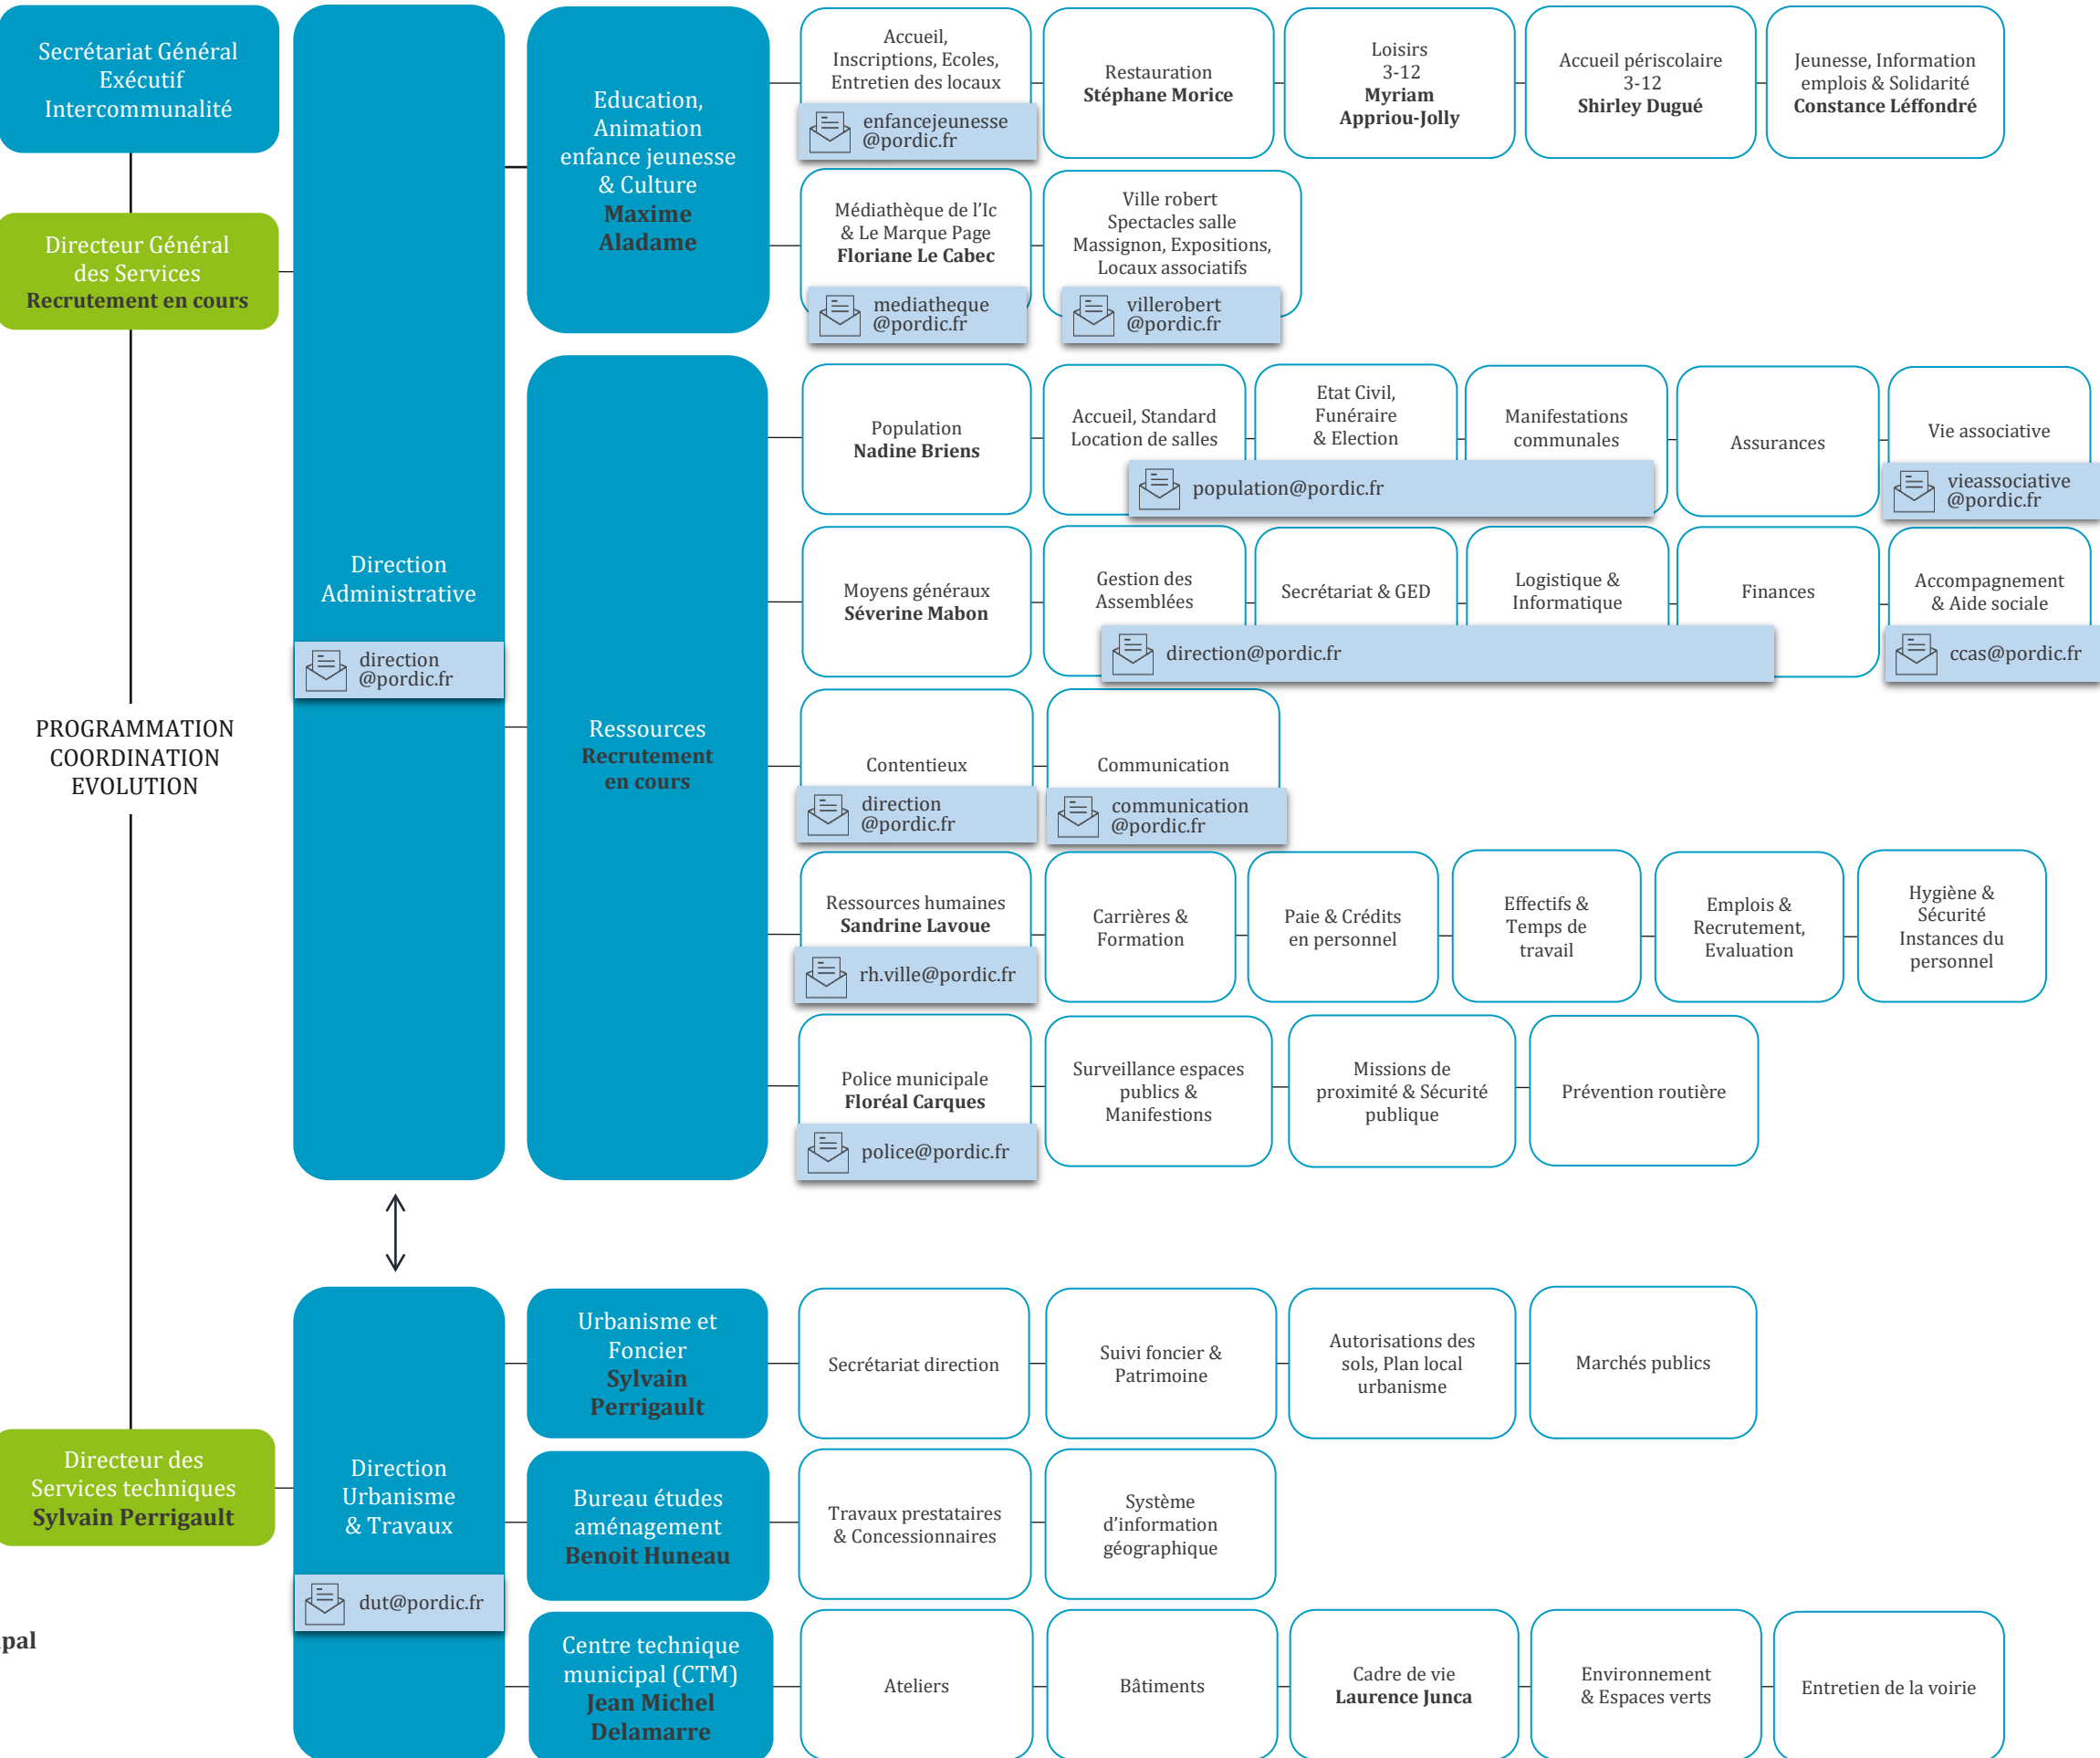 Secrétariat Général
Exécutif
Intercommunalité
Directeur Général
des Services
Recrutement en cours
PROGRAMMATION
COORDINATION
EVOLUTION
Directeur des
Services techniques
Sylvain Perrigault
pal
Direction
Administrative
direction
@pordic.fr
Education,
Animation
enfance jeunesse
& Culture
Maxime
Aladame
Accueil,
Inscriptions, Ecoles,
Entretien des locaux
enfancejeunesse
@pordic.fr
Restauration
Stéphane Morice
Loisirs
3-12
Myriam
Appriou-Jolly
Accueil périscolaire
3-12
Shirley Dugué
Jeunesse, Information
emplois & Solidarité
Constance Léffondré
Médiathèque de l'Ic
& Le Marque Page
Floriane Le Cabec
mediatheque
@pordic.fr
Ville robert
Spectacles salle
Massignon, Expositions,
Locaux associatifs
villerobert
@pordic.fr
Ressources
Recrutement
en cours
Population
Nadine Briens
Accueil, Standard
Location de salles
Etat Civil,
Funéraire
& Election
Manifestations
communales
population@pordic.fr
Assurances
Vie associative
vieassociative
@pordic.fr
Moyens généraux
Séverine Mabon
Gestion des
Assemblées
Secrétariat & GED
Logistique &
Informatique
Finances
direction@pordic.fr
Accompagnement
& Aide sociale
ccas@pordic.fr
Contentieux
direction
@pordic.fr
Communication
communication
@pordic.fr
Ressources humaines
Sandrine Lavoue
rh.ville@pordic.fr
Carrières &
Formation
Paie & Crédits
en personnel
Effectifs &
Temps de
travail
Emplois &
Recrutement,
Evaluation
Hygiène &
Sécurité
Instances du
personnel
Police municipale
Floréal Carques
police@pordic.fr
Surveillance espaces
publics &
Manifestions
Missions de
proximité & Sécurité
publique
Prévention routière
Direction
Urbanisme
& Travaux
dut@pordic.fr
Urbanisme et
Foncier
Sylvain
Perrigault
Secrétariat direction
Suivi foncier &
Patrimoine
Autorisations des
sols, Plan local
urbanisme
Marchés publics
Bureau études
aménagement
Benoit Huneau
Travaux prestataires
& Concessionnaires
Système
d'information
géographique
Centre technique
municipal (CTM)
Jean Michel
Delamarre
Ateliers
Bâtiments
Cadre de vie
Laurence Junca
Environnement
& Espaces verts
Entretien de la voirie